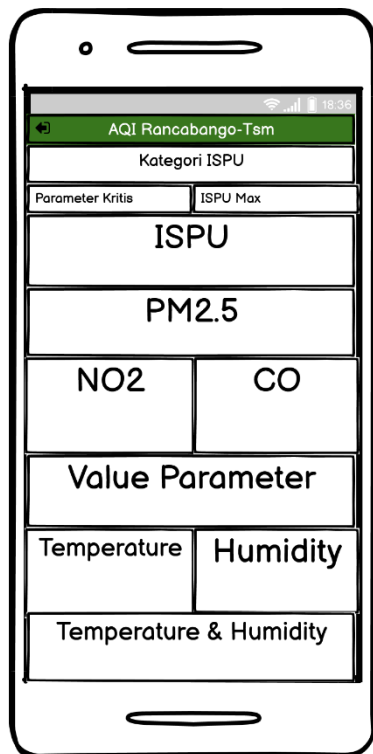 18:36
AQI Rancabango-Tsm
Kategori ISPU
Parameter Kritis
ISPU Max
ISPU
PM2.5
NO2
CO
Value Parameter
Temperature
Humidity
Temperature & Humidity